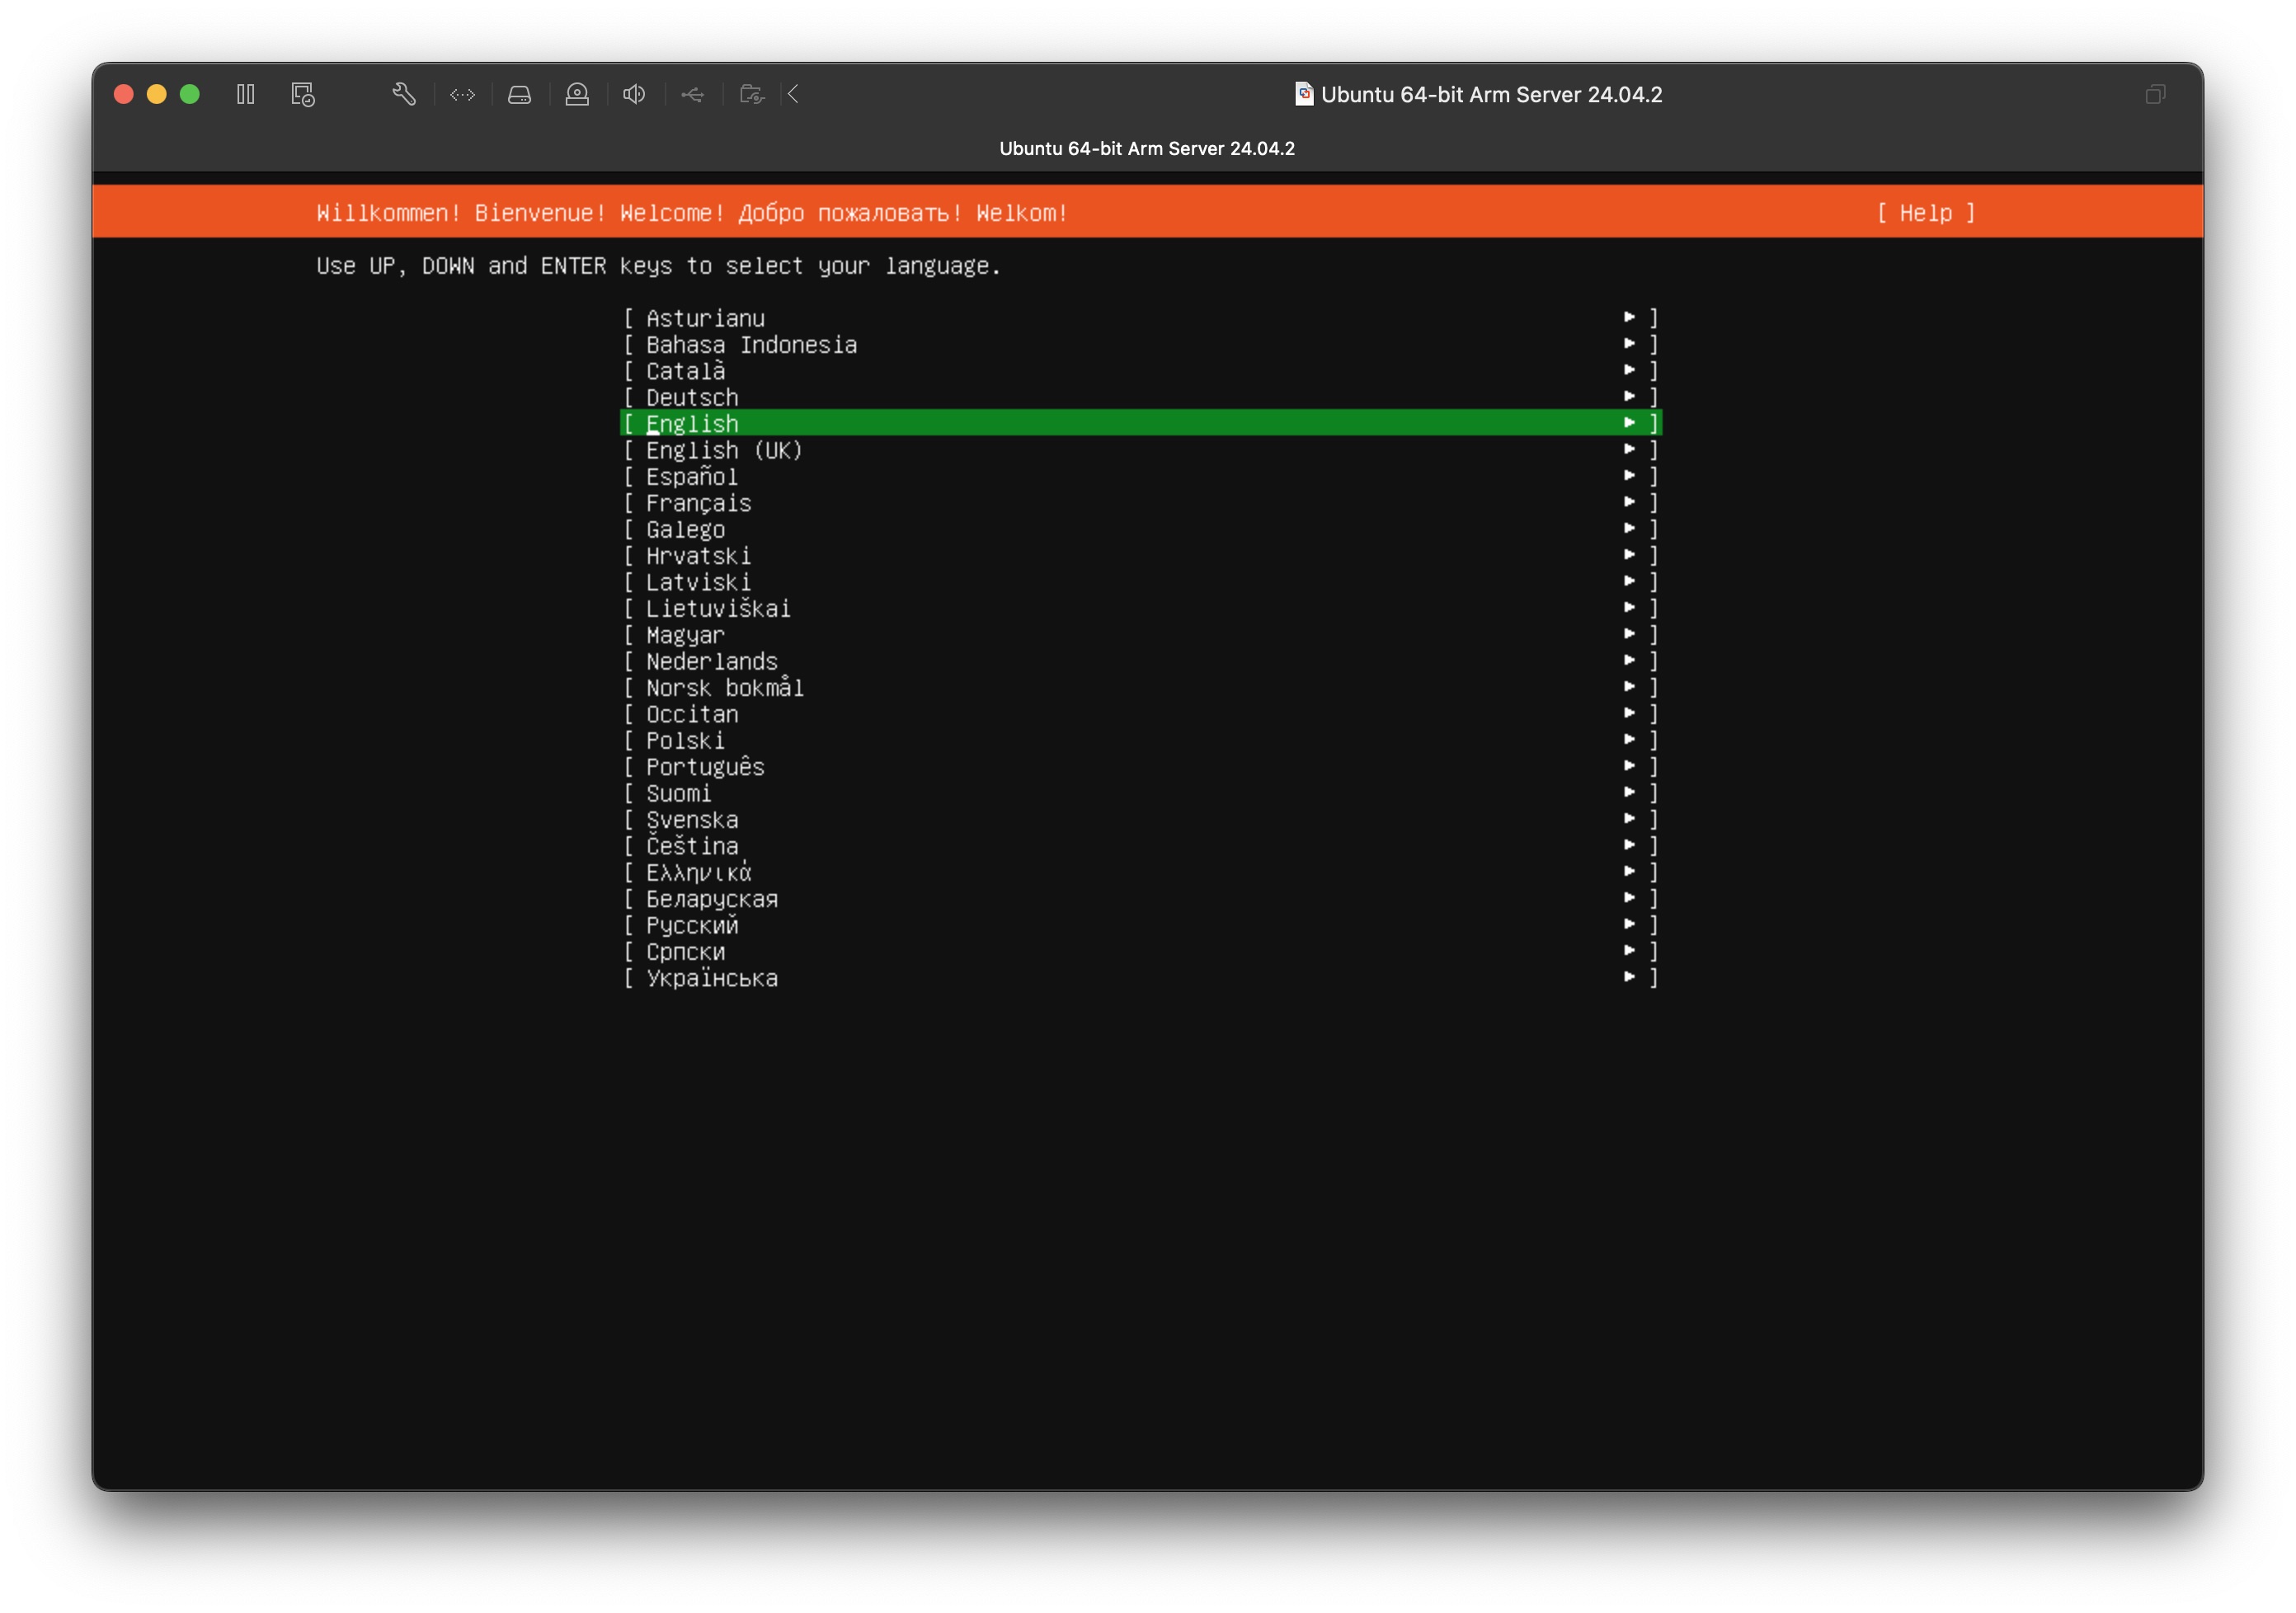 Ubuntu 64-bit Arm Server 24.04.2
Ubuntu 64-bit Arm Server 24.04.2
Willkommen! Bienvenue! Welcome! Добро пожаловать! Welkom! [ Help ]
Use UP, DOWN and ENTER keys to select your language.
[ Asturianu ► ]
[ Bahasa Indonesia ► ]
[ Català ► ]
[ Deutsch ► ]
[ English ► ]
[ English (UK) ► ]
[ Español ► ]
[ Français ► ]
[ Galego ► ]
[ Hrvatski ► ]
[ Latviski ► ]
[ Lietuviškai ► ]
[ Magyar ► ]
[ Nederlands ► ]
[ Norsk bokmål ► ]
[ Occitan ► ]
[ Polski ► ]
[ Português ► ]
[ Suomi ► ]
[ Svenska ► ]
[ Čeština ► ]
[ Ελληνικά ► ]
[ Беларуская ► ]
[ Русский ► ]
[ Српски ► ]
[ Українська ► ]